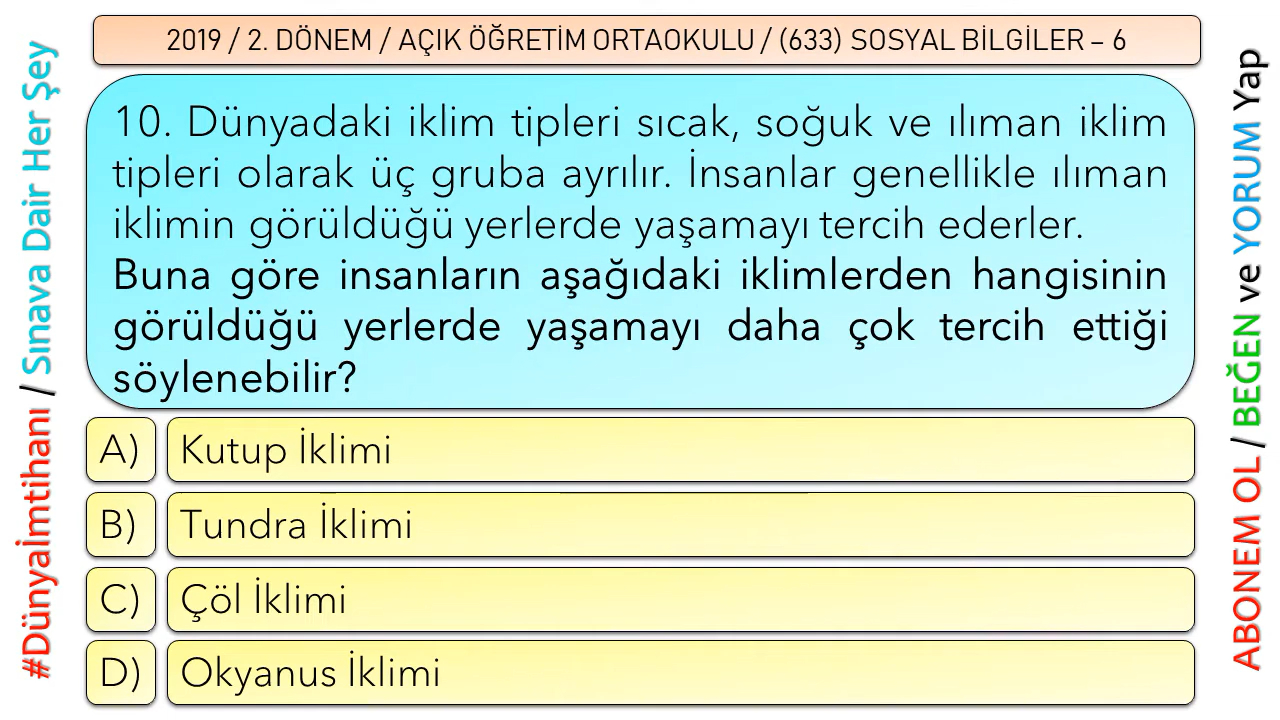 2019 / 2. DÖNEM / AÇIK ÖĞRETİM ORTAOKULU / (633) SOSYAL BİLGİLER – 6
10. Dünyadaki iklim tipleri sıcak, soğuk ve ılıman iklim
tipleri olarak üç gruba ayrılır. İnsanlar genellikle ılıman
iklimin görüldüğü yerlerde yaşamayı tercih ederler.
Buna göre insanların aşağıdaki iklimlerden hangisinin
görüldüğü yerlerde yaşamayı daha çok tercih ettiği
söylenebilir?
A) Kutup İklimi
B) Tundra İklimi
C) Çöl İklimi
D) Okyanus İklimi
#Dünyaİmtihanı / Sınava Dair Her Şey
ABONEM OL / BEĞEN ve YORUM Yap